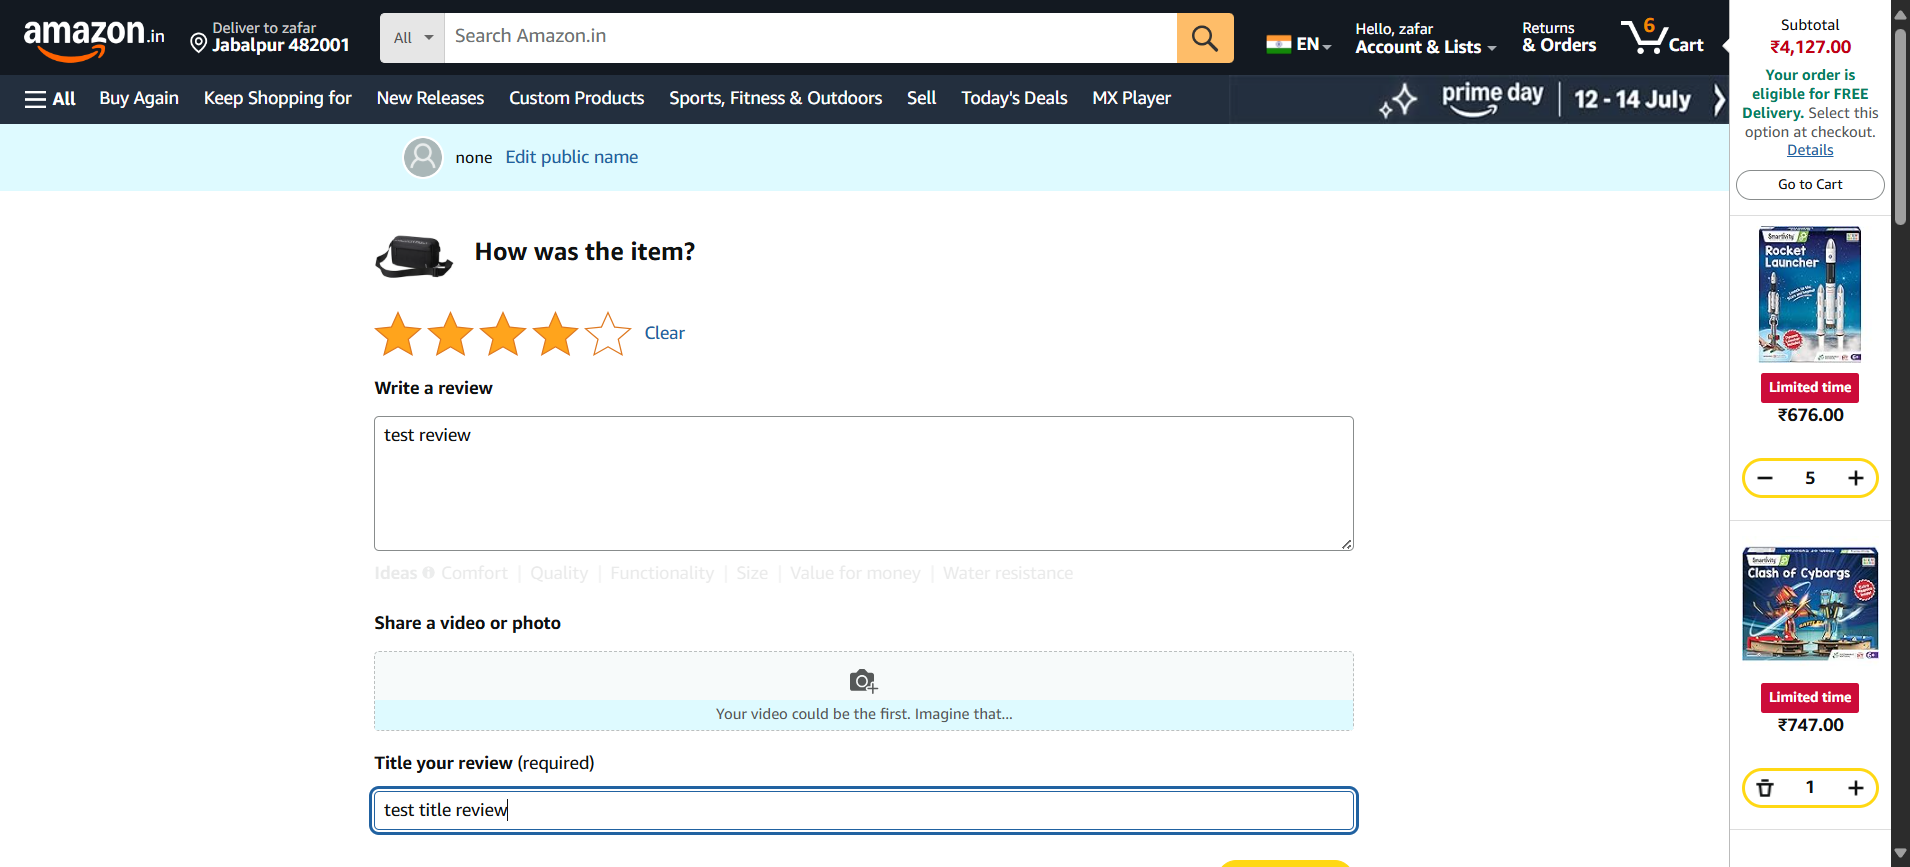 amazon.in
Deliver to zafar
Jabalpur 482001
All
Search Amazon.in
EN
Hello, zafar
Account & Lists
Returns
& Orders
6
Cart
All
Buy Again
Keep Shopping for
New Releases
Custom Products
Sports, Fitness & Outdoors
Sell
Today's Deals
MX Player
prime day
12 - 14 July
none
Edit public name
How was the item?
Clear
Write a review
test review
Ideas Comfort | Quality | Functionality | Size | Value for money | Water resistance
Share a video or photo
Your video could be the first. Imagine that...
Title your review (required)
test title review
Subtotal
₹4,127.00
Your order is
eligible for FREE
Delivery. Select this
option at checkout.
Details
Go to Cart
Smartivity
Rocket
Launcher
Limited time
₹676.00
5
Smartivity
Clash of Cyborgs
Limited time
₹747.00
1